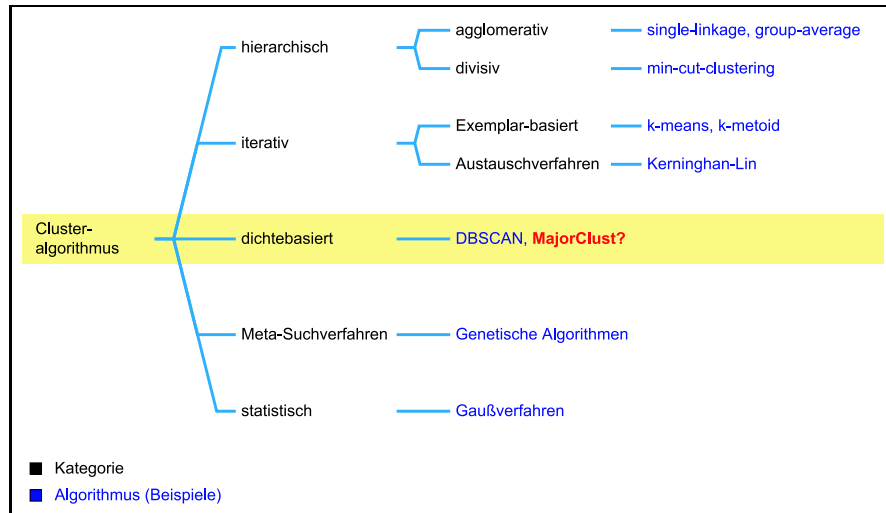 hierarchisch
agglomerativ
single-linkage, group-average
divisiv
min-cut-clustering
iterativ
Exemplar-basiert
k-means, k-metoid
Austauschverfahren
Kerninghan-Lin
Cluster-
algorithmus
dichtebasiert
DBSCAN, MajorClust?
Meta-Suchverfahren
Genetische Algorithmen
statistisch
Gaußverfahren
Kategorie
Algorithmus (Beispiele)